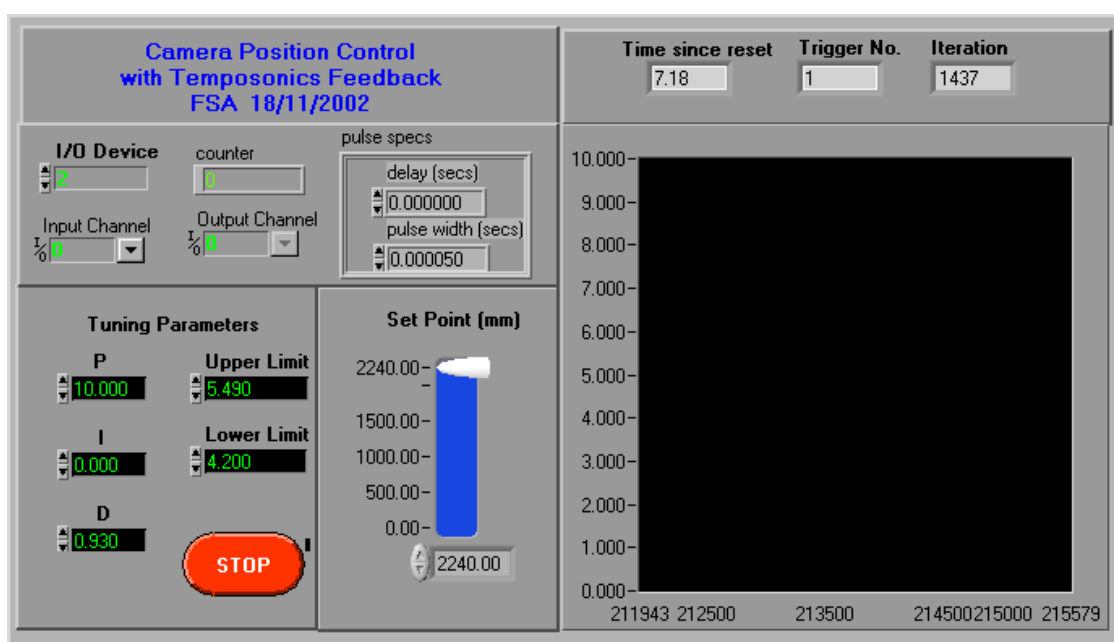 Camera Position Control
with Temposonics Feedback
FSA 18/11/2002
Time since reset
7.18
Trigger No.
1
Iteration
1437
I/O Device
2
counter
0
Input Channel
I/O
0
Output Channel
I/O
0
pulse specs
delay (secs)
0.000000
pulse width (secs)
0.000050
Tuning Parameters
P
10.000
Upper Limit
5.490
I
0.000
Lower Limit
4.200
D
0.930
STOP
Set Point (mm)
2240.00
1500.00
1000.00
500.00
0.00
2240.00
10.000
9.000
8.000
7.000
6.000
5.000
4.000
3.000
2.000
1.000
0.000
211943 212500 213500 214500 215000 215579